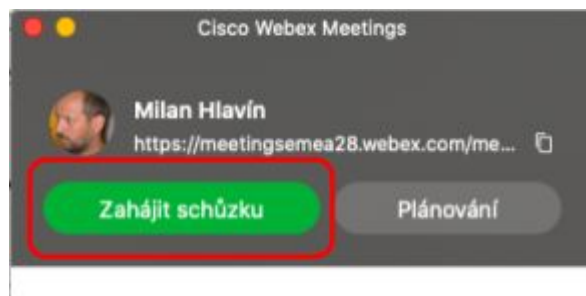 Cisco Webex Meetings
Milan Hlavín
https://meetingsemea28.webex.com/me...
Zahájit schůzku
Plánování